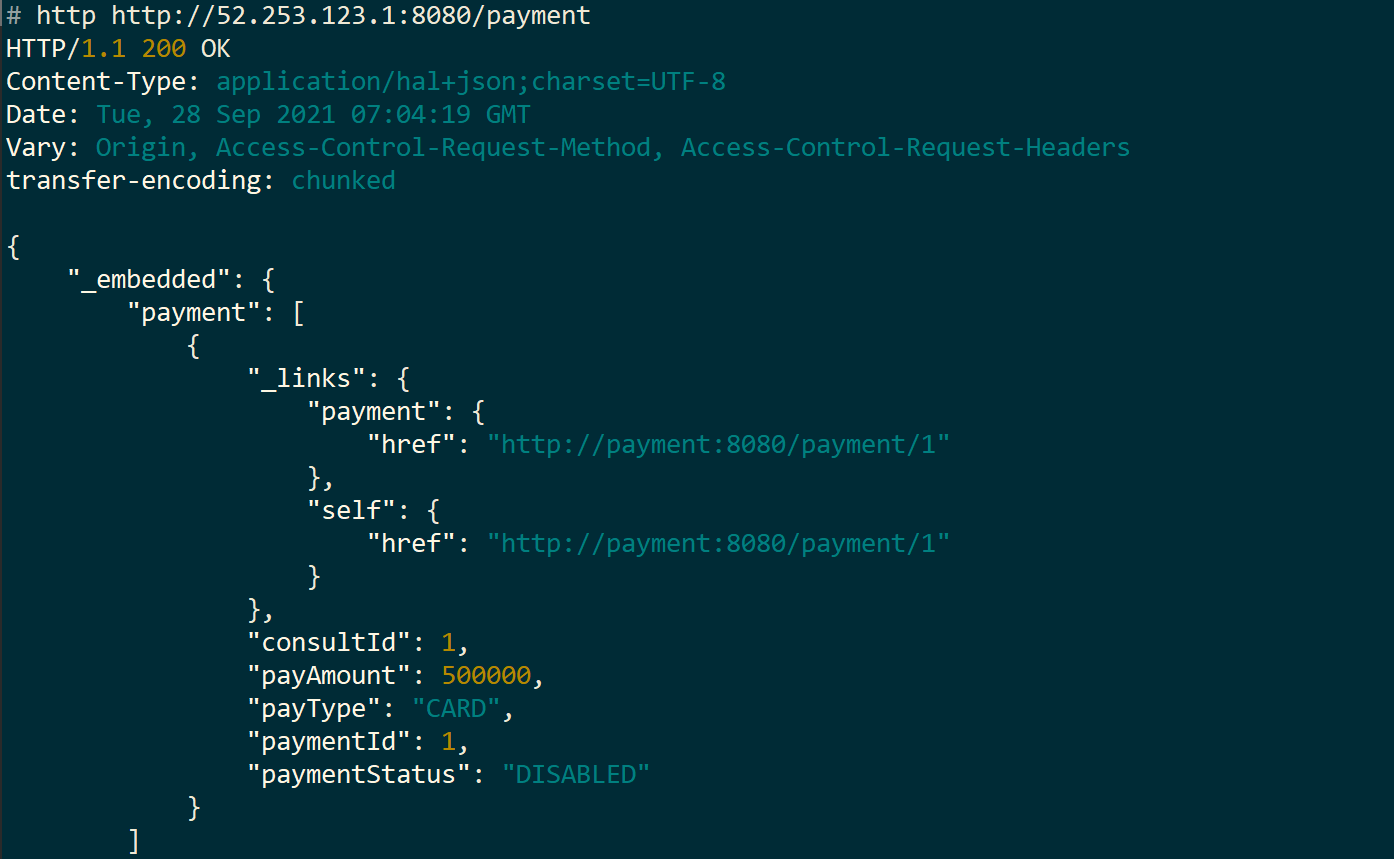 # http http://52.253.123.1:8080/payment
HTTP/1.1 200 OK
Content-Type: application/hal+json;charset=UTF-8
Date: Tue, 28 Sep 2021 07:04:19 GMT
Vary: Origin, Access-Control-Request-Method, Access-Control-Request-Headers
transfer-encoding: chunked

{
    "_embedded": {
        "payment": [
            {
                "_links": {
                    "payment": {
                        "href": "http://payment:8080/payment/1"
                    },
                    "self": {
                        "href": "http://payment:8080/payment/1"
                    }
                },
                "consultId": 1,
                "payAmount": 500000,
                "payType": "CARD",
                "paymentId": 1,
                "paymentStatus": "DISABLED"
            }
        ]